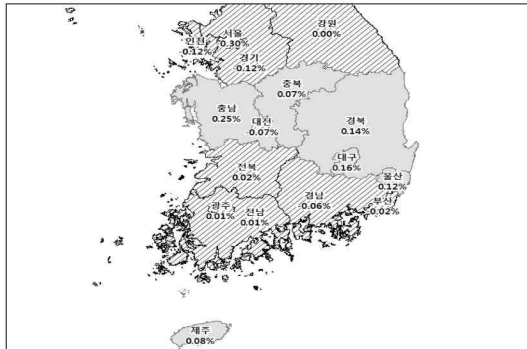 강원
0.00%
서울
0.30%
인천
0.12%
경기
0.12%
충북
0.07%
충남
0.25%
대전
-0.07%
경북
0.14%
대구
0.16%
전북
0.02%
울산
0.12%
경남
-0.06%
부산
-0.02%
광주
0.01%
전남
0.01%
제주
0.08%